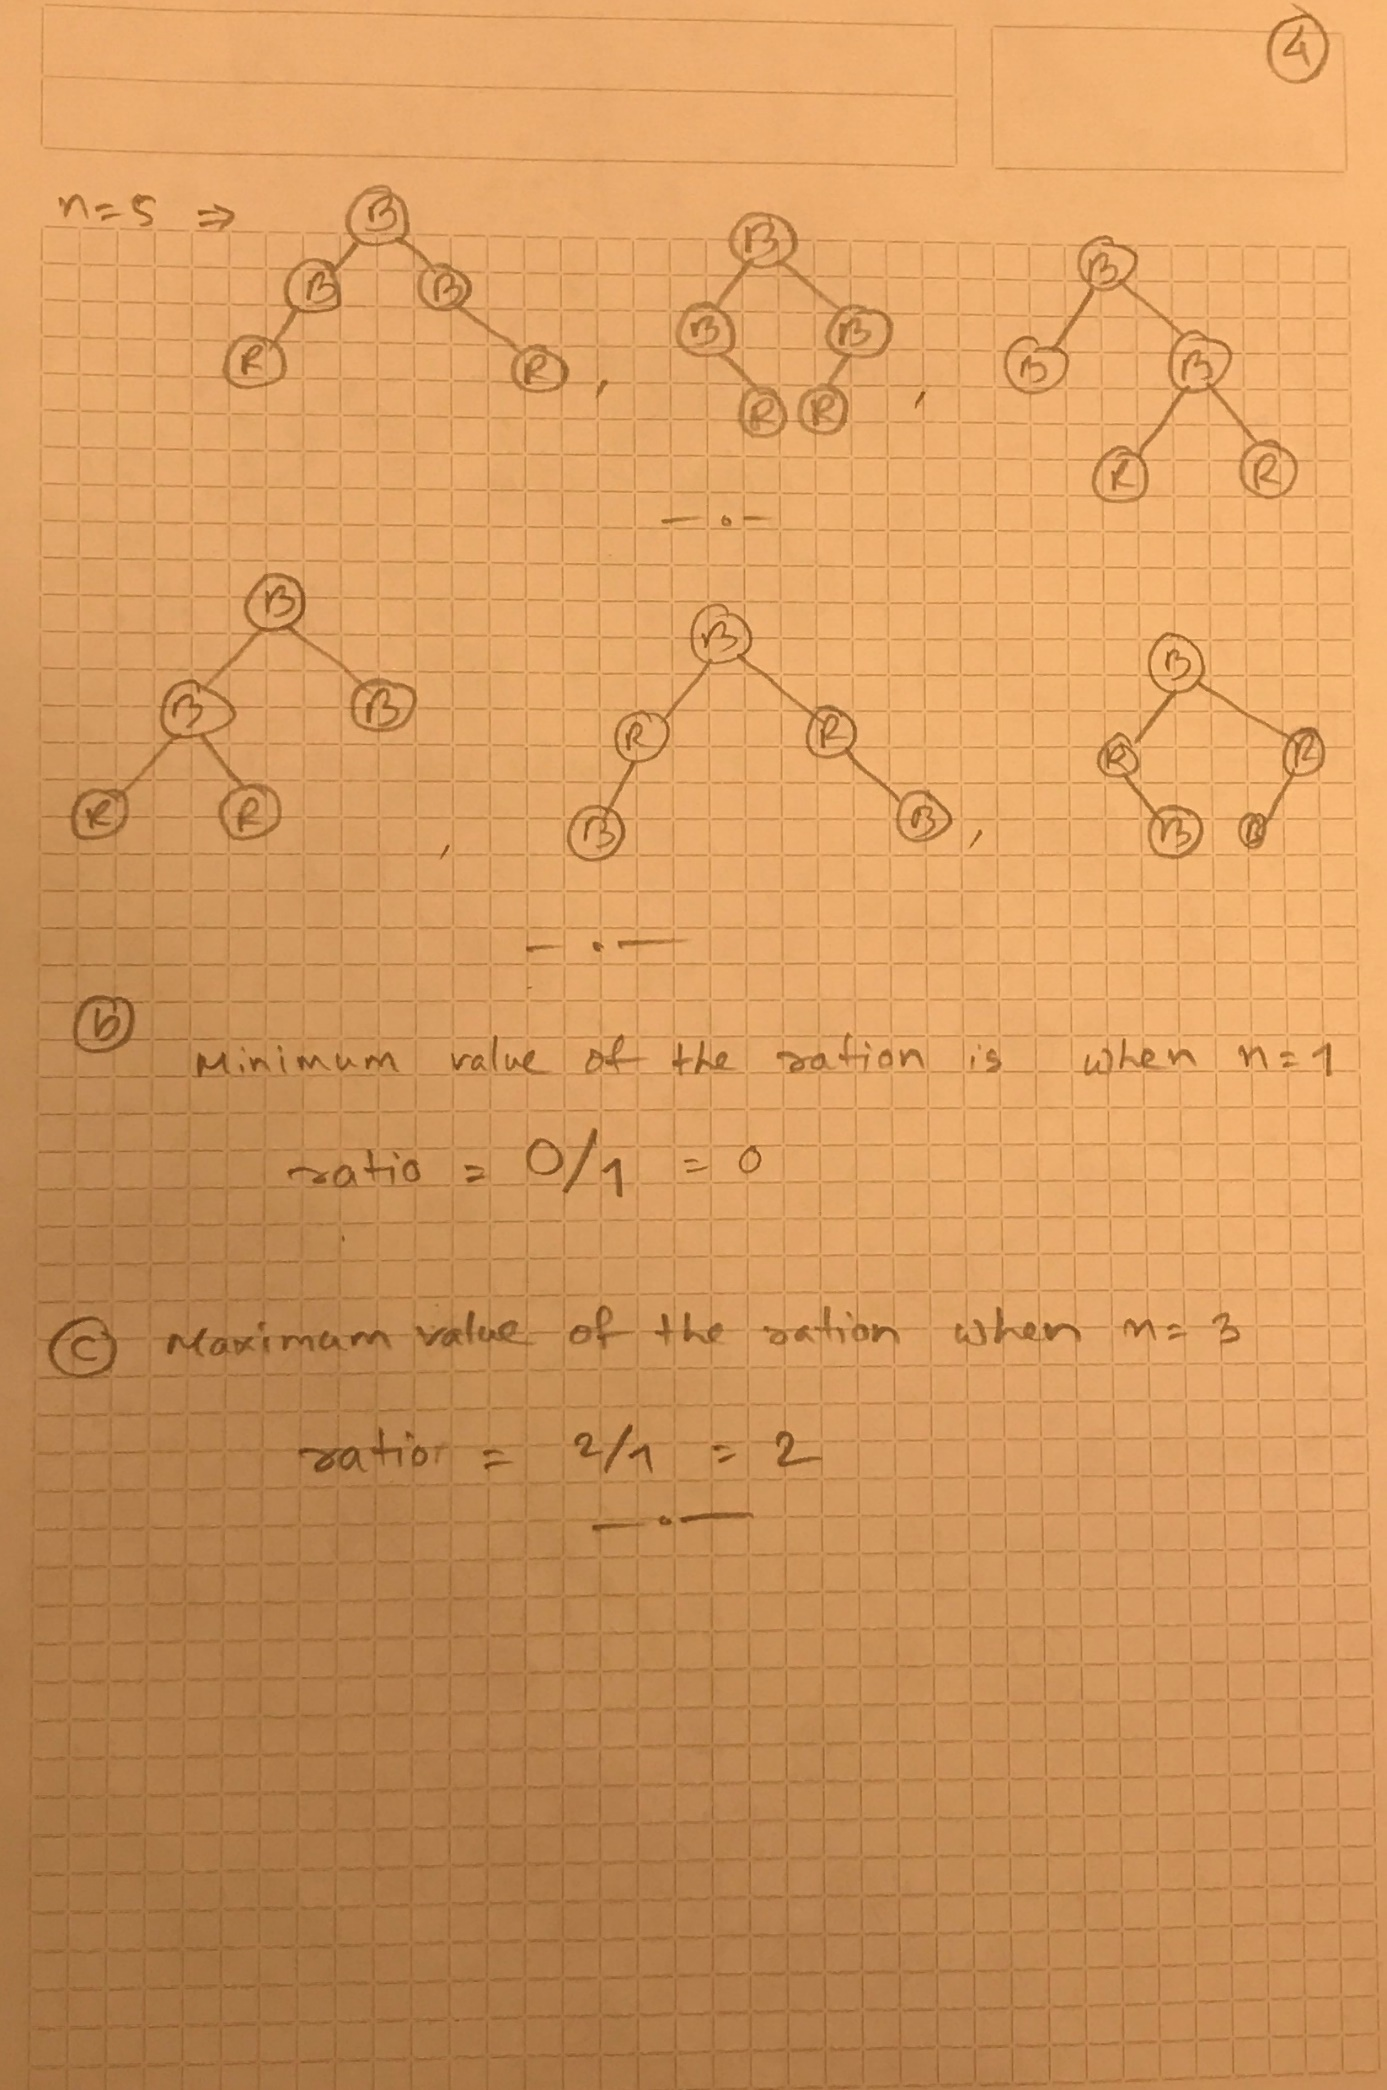 4
n=5 ⇒
B
B B
R R ,
B
B B
R R ,
B
B B
R R
B
B B
R R ,
B
R R
B B ,
B
R R
B B
b
Minimum value of the ration is when n=1
ratio = 0/1 = 0
c Maximum value of the ration when n=3
ratio = 2/1 = 2